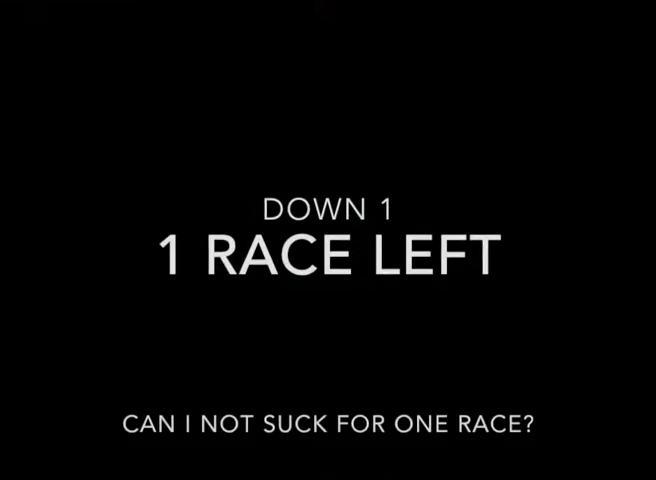 DOWN 1
1 RACE LEFT
CAN I NOT SUCK FOR ONE RACE?